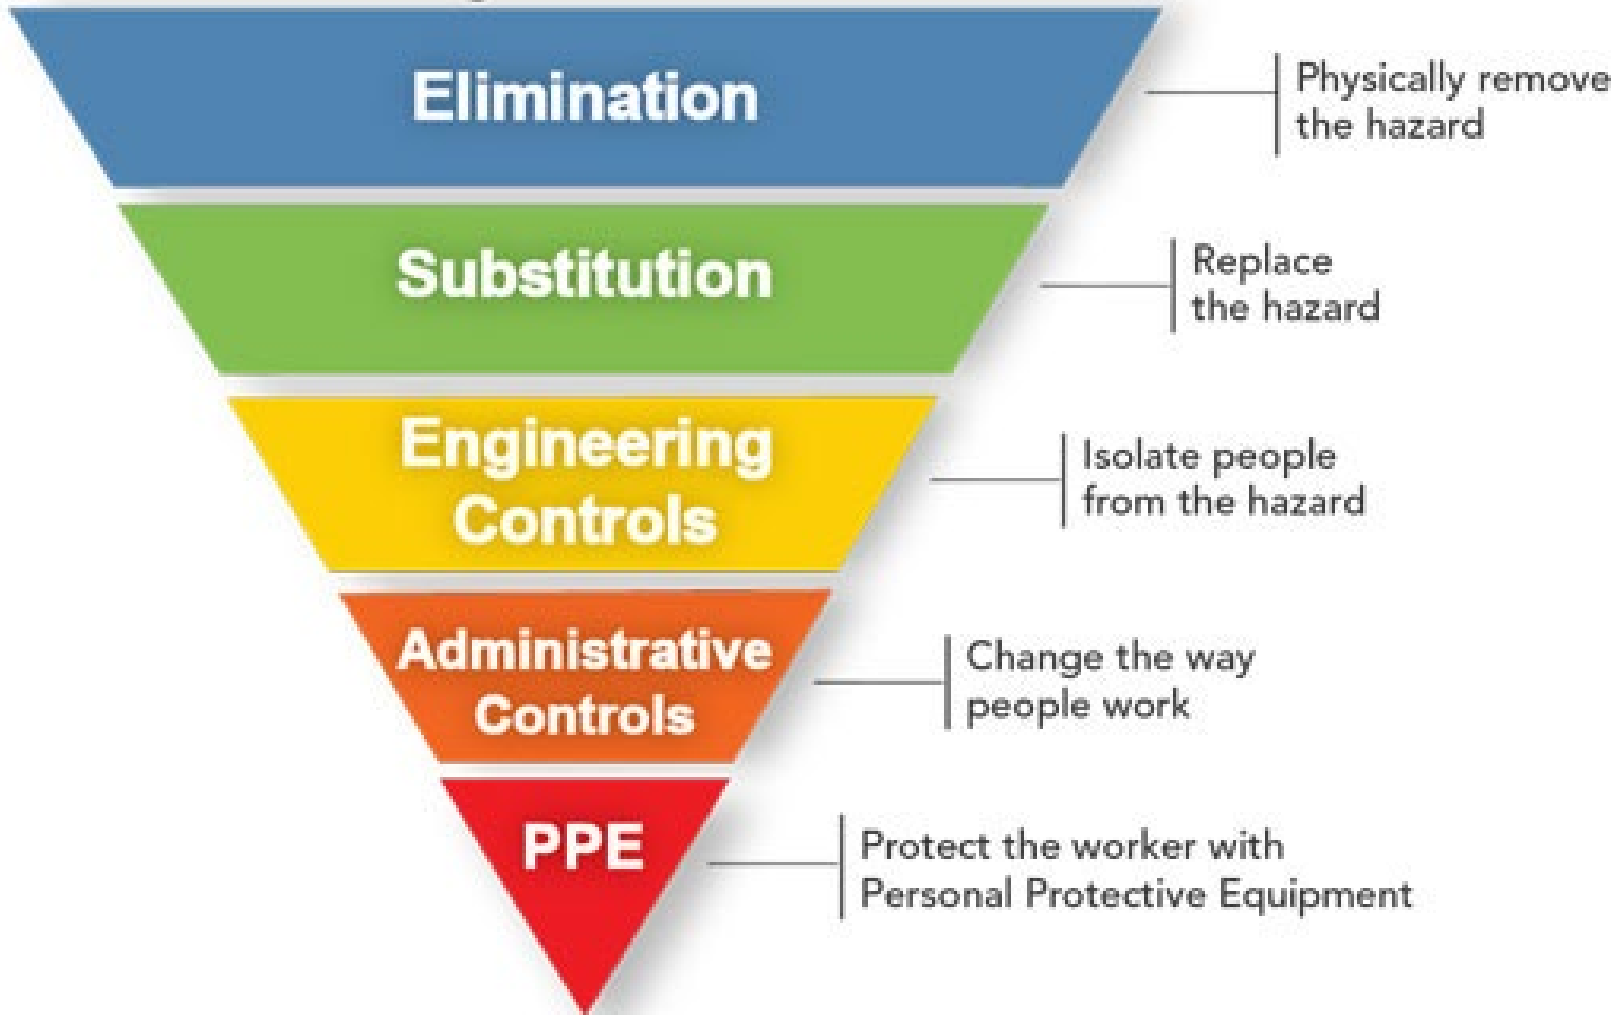 Elimination
Physically remove
the hazard
Substitution
Replace
the hazard
Engineering
Controls
Isolate people
from the hazard
Administrative
Controls
Change the way
people work
PPE
Protect the worker with
Personal Protective Equipment